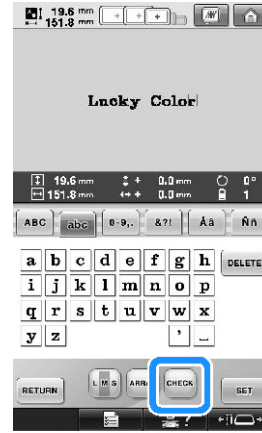 19.6 mm
151.8 mm
Lucky Color
19.6 mm 0.0 mm 0°
151.8 mm 0.0 mm 1
ABC abc 0-9,. &?! Åà Ññ
a b c d e f g h DELETE
i j k l m n o p
q r s t u v w x
y z ' _
RETURN L M S ARR CHECK SET
?